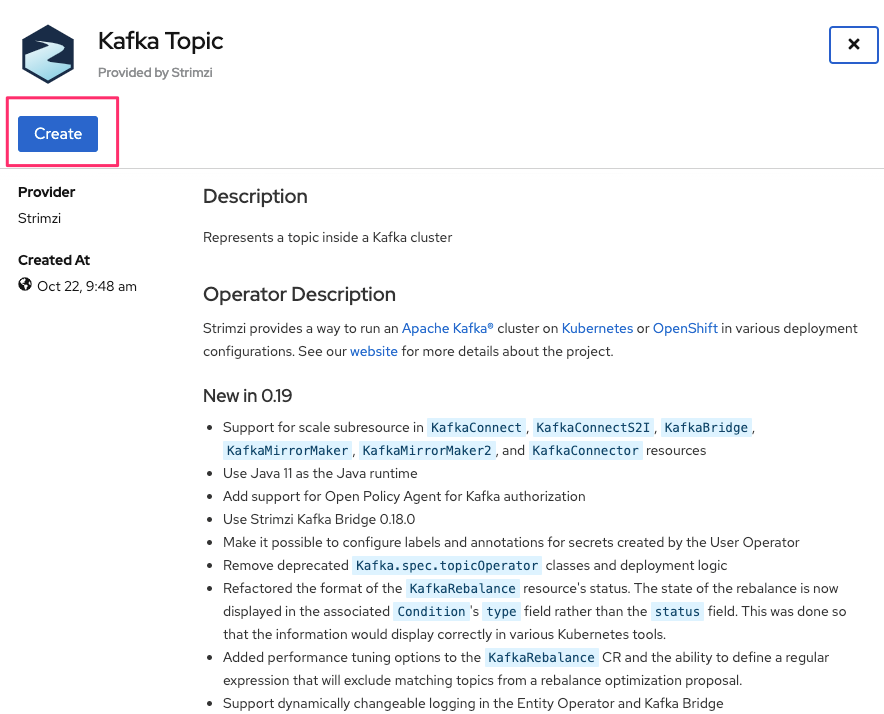 Kafka Topic
Provided by Strimzi
Create
Provider
Strimzi
Created At
Oct 22, 9:48 am
Description
Represents a topic inside a Kafka cluster
Operator Description
Strimzi provides a way to run an Apache Kafka® cluster on Kubernetes or OpenShift in various deployment
configurations. See our website for more details about the project.
New in 0.19
• Support for scale subresource in KafkaConnect, KafkaConnectS2I, KafkaBridge,
KafkaMirrorMaker, KafkaMirrorMaker2, and KafkaConnector resources
• Use Java 11 as the Java runtime
• Add support for Open Policy Agent for Kafka authorization
• Use Strimzi Kafka Bridge 0.18.0
• Make it possible to configure labels and annotations for secrets created by the User Operator
• Remove deprecated Kafka.spec.topicOperator classes and deployment logic
• Refactored the format of the KafkaRebalance resource's status. The state of the rebalance is now
displayed in the associated Condition's type field rather than the status field. This was done so
that the information would display correctly in various Kubernetes tools.
• Added performance tuning options to the KafkaRebalance CR and the ability to define a regular
expression that will exclude matching topics from a rebalance optimization proposal.
• Support dynamically changeable logging in the Entity Operator and Kafka Bridge